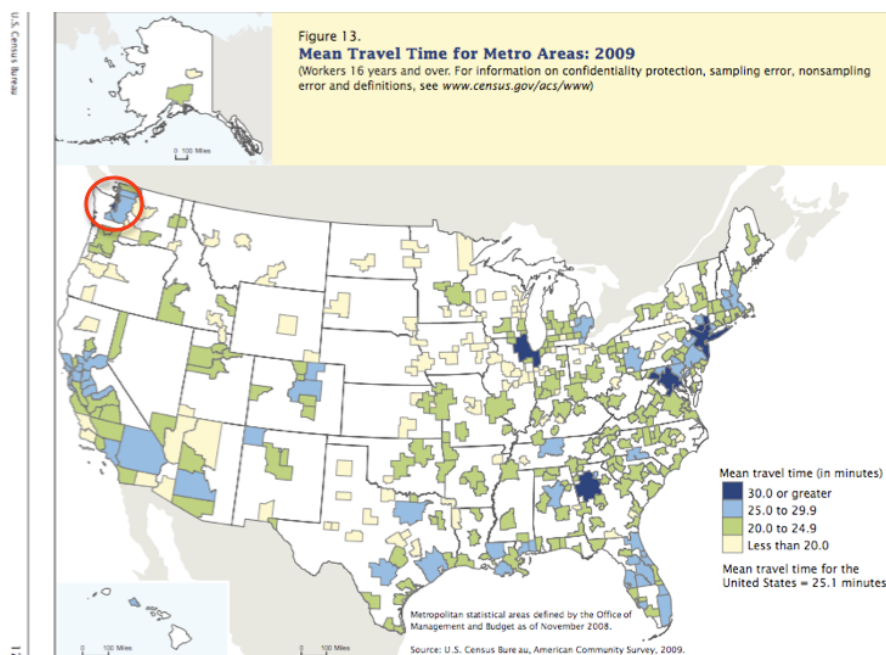 U.S. Census Bureau
Figure 13.
Mean Travel Time for Metro Areas: 2009
(Workers 16 years and over. For information on confidentiality protection, sampling error, nonsampling
error and definitions, see www.census.gov/acs/www)
0 100 Miles
Mean travel time (in minutes)
30.0 or greater
25.0 to 29.9
20.0 to 24.9
Less than 20.0
Mean travel time for the
United States = 25.1 minutes
Metropolitan statistical areas defined by the Office of
Management and Budget as of November 2008.
0 100 Miles
0 100 Miles
Source: U.S. Census Bureau, American Community Survey, 2009.